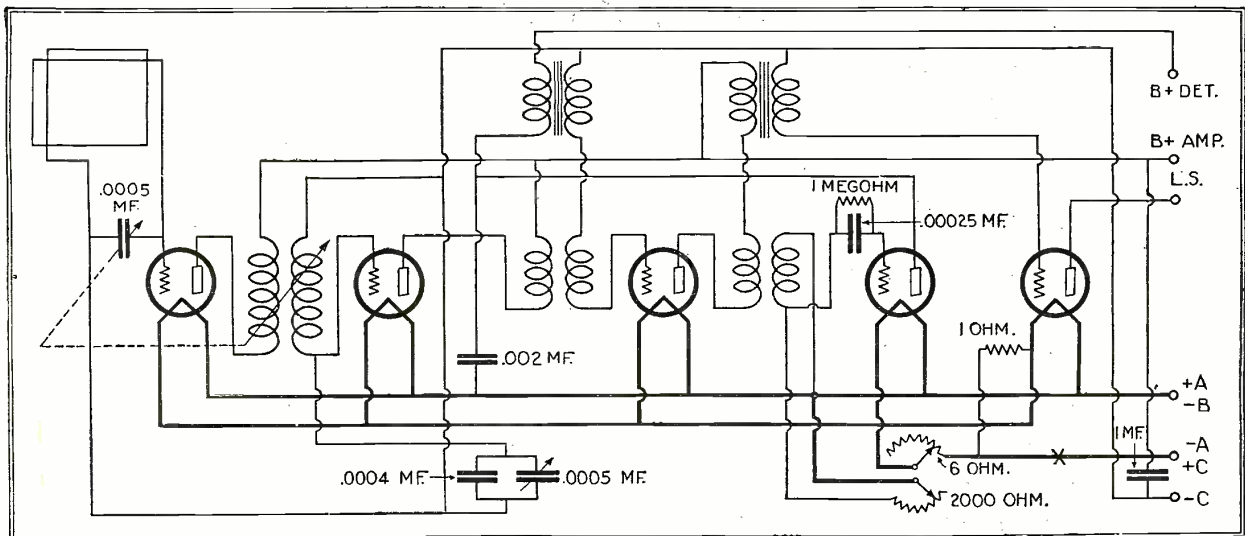 B+ DET.
B+ AMP.
L.S.
.0005
MF.
1 MEGOHM
.00025 MF.
1 OHM.
.002 MF.
+A
-B
1 MF.
-A
+C
6 OHM.
.0004 MF.
.0005 MF.
2000 OHM.
-C